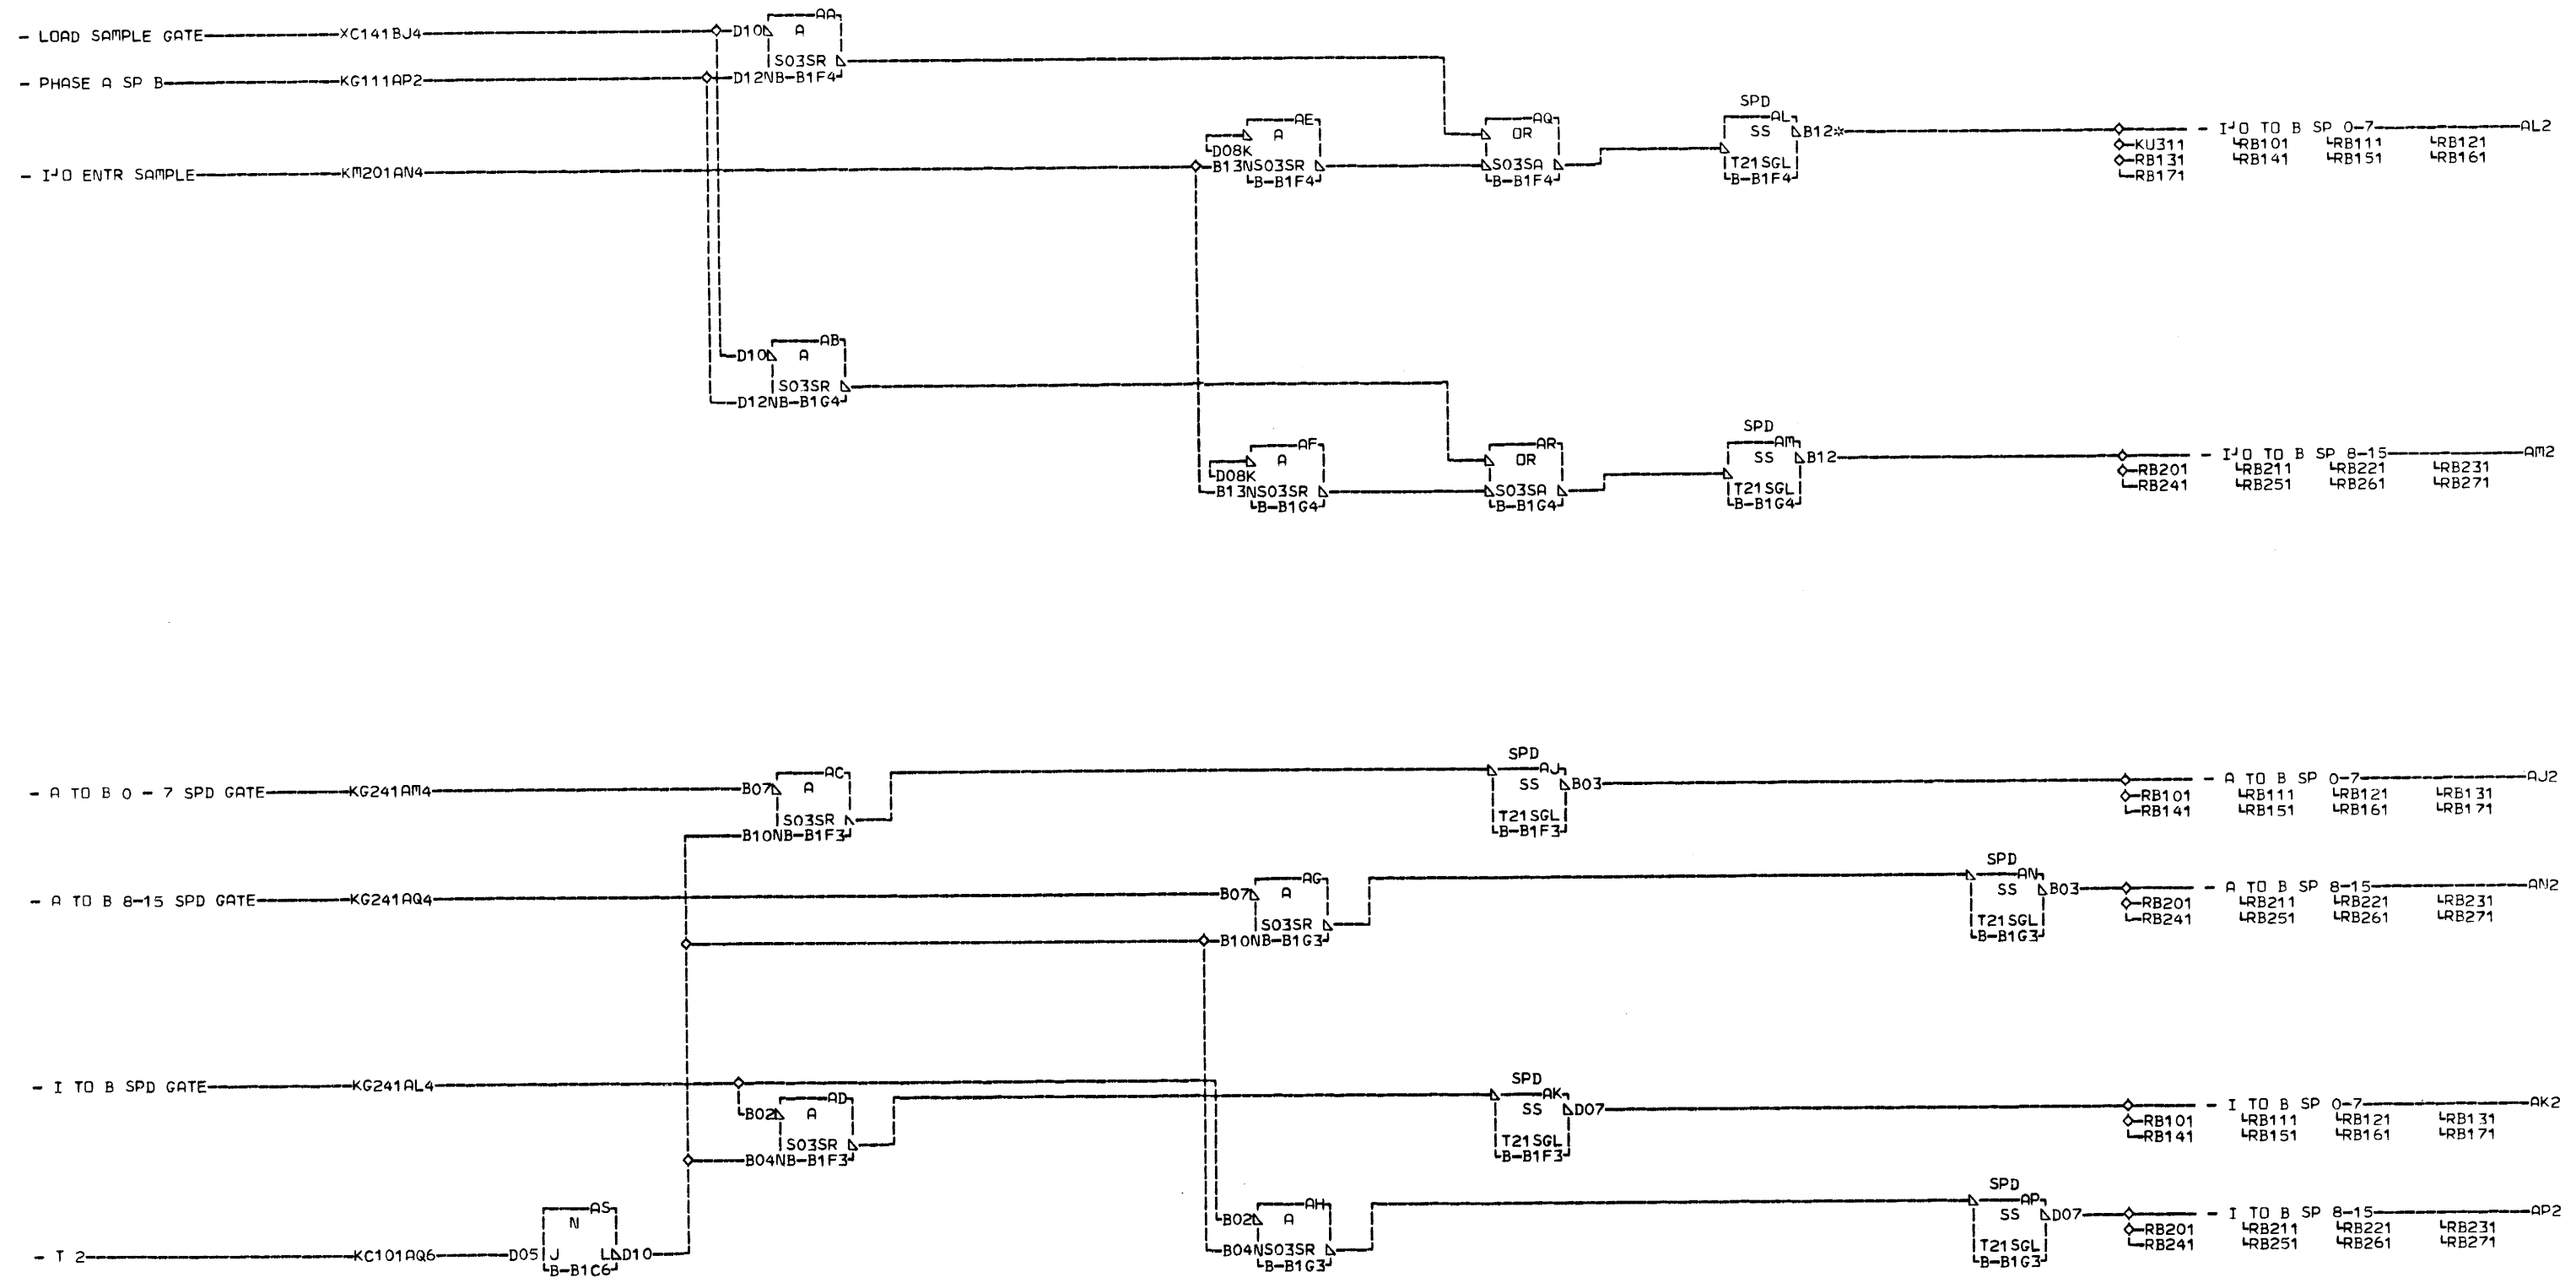 AA
- LOAD SAMPLE GATE XC141BJ4 D10 A
S03SR
- PHASE A SP B KG111AP2 D12NB-B1F4
SPD
AE AQ AL
A OR SS B12* - I/O TO B SP 0-7 AL2
D08K KU311 RB101 RB111 RB121
- I/O ENTR SAMPLE KM201AN4 B13NS03SR S03SA T21SGL RB131 RB141 RB151 RB161
B-B1F4 B-B1F4 B-B1F4 RB171
AB
D10 A
S03SR
D12NB-B1G4
SPD
AF AR AM
A OR SS B12 - I/O TO B SP 8-15 AM2
D08K RB201 RB211 RB221 RB231
B13NS03SR S03SA T21SGL RB241 RB251 RB261 RB271
B-B1G4 B-B1G4 B-B1G4
SPD
AC AJ
- A TO B 0 - 7 SPD GATE KG241AM4 B07 A SS B03 - A TO B SP 0-7 AJ2
RB101 RB111 RB121 RB131
S03SR T21SGL RB141 RB151 RB161 RB171
B10NB-B1F3 B-B1F3
SPD
AG AN
- A TO B 8-15 SPD GATE KG241AQ4 B07 A SS B03 - A TO B SP 8-15 AN2
RB201 RB211 RB221 RB231
S03SR T21SGL RB241 RB251 RB261 RB271
B10NB-B1G3 B-B1G3
SPD
- I TO B SPD GATE KG241AL4
AD AK
B02 A SS D07 - I TO B SP 0-7 AK2
RB101 RB111 RB121 RB131
S03SR T21SGL RB141 RB151 RB161 RB171
B04NB-B1F3 B-B1F3
SPD
AS AH AP
N B02 A SS D07 - I TO B SP 8-15 AP2
RB201 RB211 RB221 RB231
- T 2 KC101AQ6 D05 J L D10 B04NS03SR T21SGL RB241 RB251 RB261 RB271
B-B1C6 B-B1G3 B-B1G3